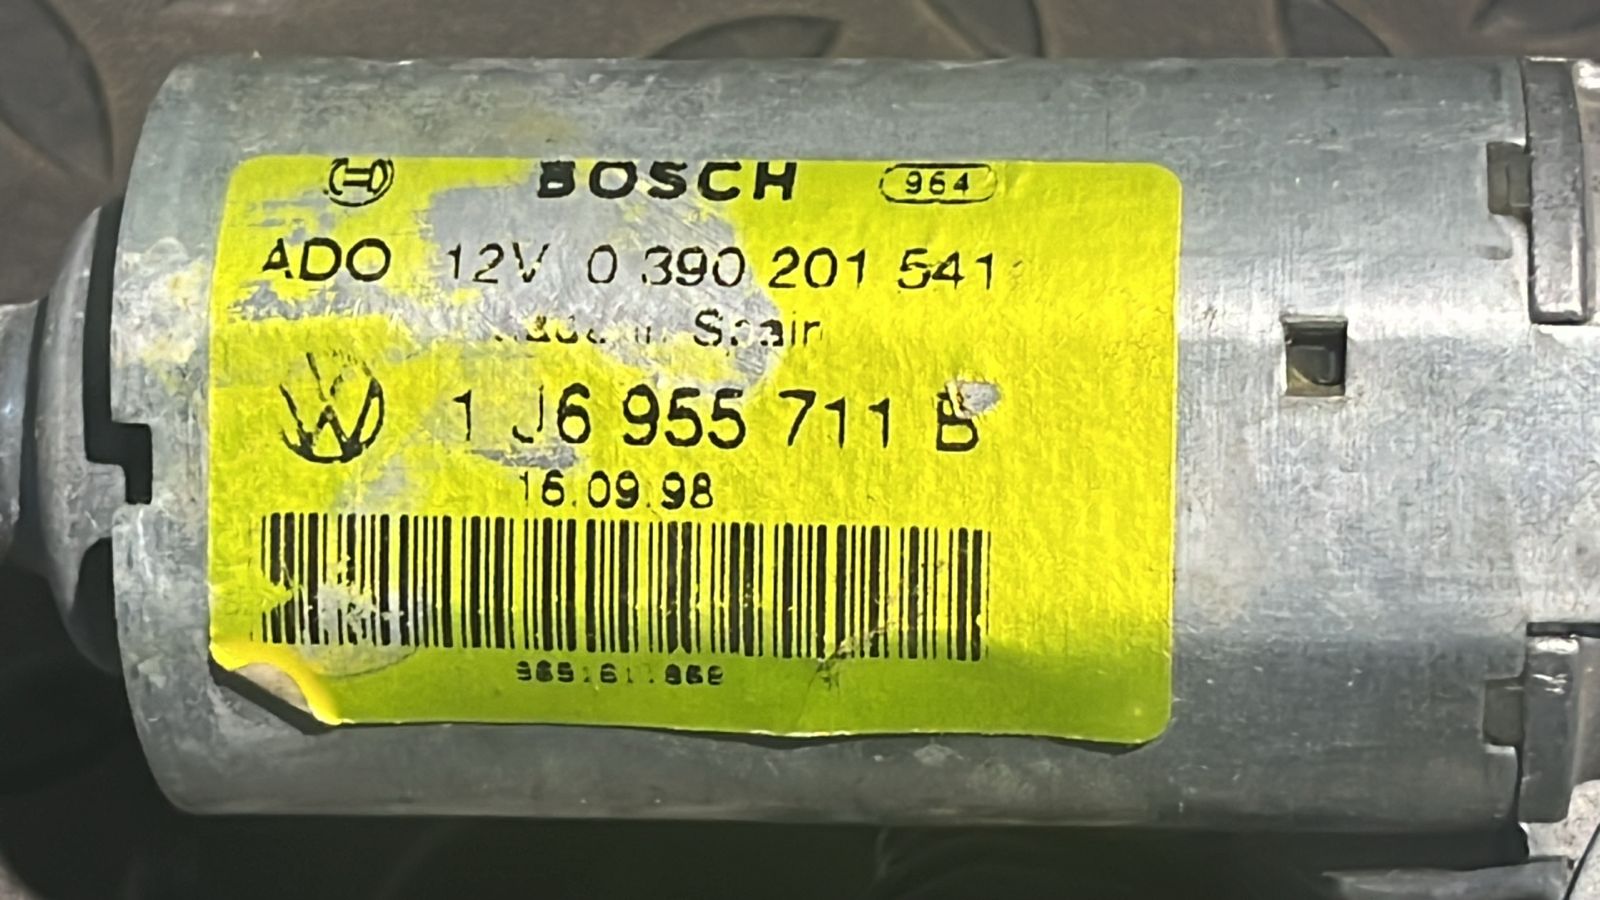 BOSCH 964
ADO 12V 0 390 201 541
Spain
1J6 955 711 B
16.09.98